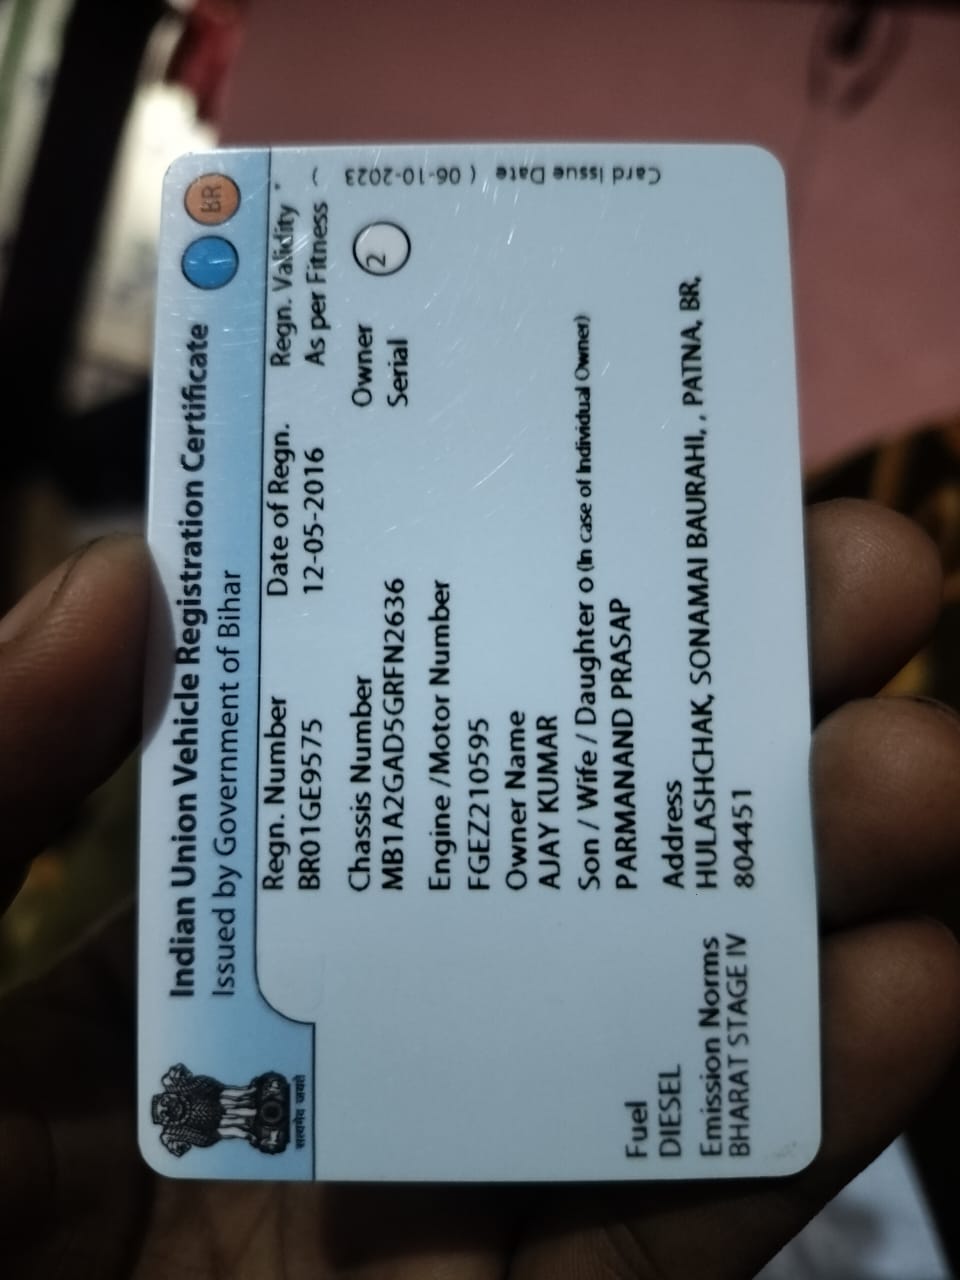 Indian Union Vehicle Registration Certificate
Issued by Government of Bihar
BR
सत्यमेव जयते
Regn. Number Date of Regn. Regn. Validity *
BR01GE9575 12-05-2016 As per Fitness
Chassis Number Owner
MB1A2GAD5GRFN2636 Serial 2
Engine /Motor Number
FGEZ210595
Owner Name
AJAY KUMAR
Son / Wife / Daughter o (In case of Individual Owner)
PARMANAND PRASAP
Address
HULASHCHAK, SONAMAI BAURAHI, , PATNA, BR,
804451
Fuel
DIESEL
Emission Norms
BHARAT STAGE IV
Card Issue Date ( 06-10-2023 )